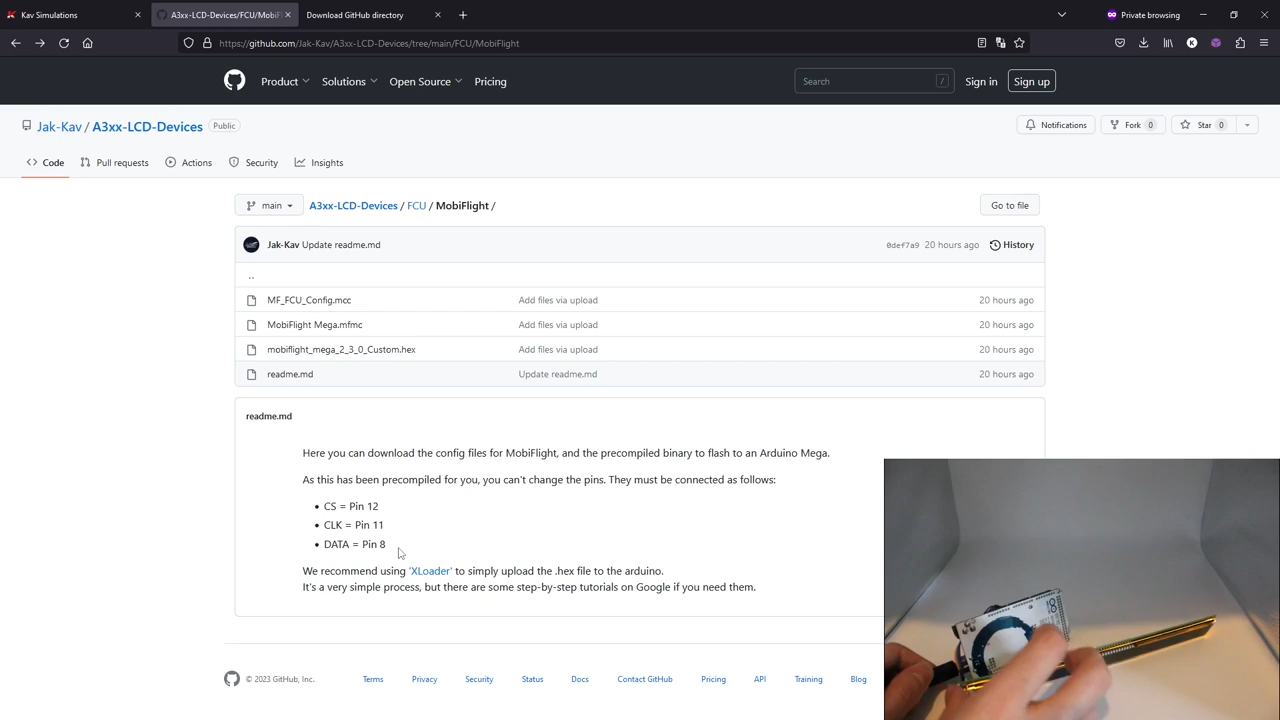 Kav Simulations
A3xx-LCD-Devices/FCU/MobiFl
Download GitHub directory
Private browsing
https://github.com/Jak-Kav/A3xx-LCD-Devices/tree/main/FCU/MobiFlight
Product
Solutions
Open Source
Pricing
Search /
Sign in
Sign up
Jak-Kav / A3xx-LCD-Devices Public
Notifications
Fork 0
Star 0
Code
Pull requests
Actions
Security
Insights
main
A3xx-LCD-Devices / FCU / MobiFlight /
Go to file
Jak-Kav Update readme.md 0def7a9 20 hours ago History
..
MF_FCU_Config.mcc Add files via upload 20 hours ago
MobiFlight Mega.mfmc Add files via upload 20 hours ago
mobiflight_mega_2_3_0_Custom.hex Add files via upload 20 hours ago
readme.md Update readme.md 20 hours ago
readme.md
Here you can download the config files for MobiFlight, and the precompiled binary to flash to an Arduino Mega.
As this has been precompiled for you, you can't change the pins. They must be connected as follows:
• CS = Pin 12
• CLK = Pin 11
• DATA = Pin 8
We recommend using 'XLoader' to simply upload the .hex file to the arduino.
It's a very simple process, but there are some step-by-step tutorials on Google if you need them.
© 2023 GitHub, Inc.
Terms
Privacy
Security
Status
Docs
Contact GitHub
Pricing
API
Training
Blog